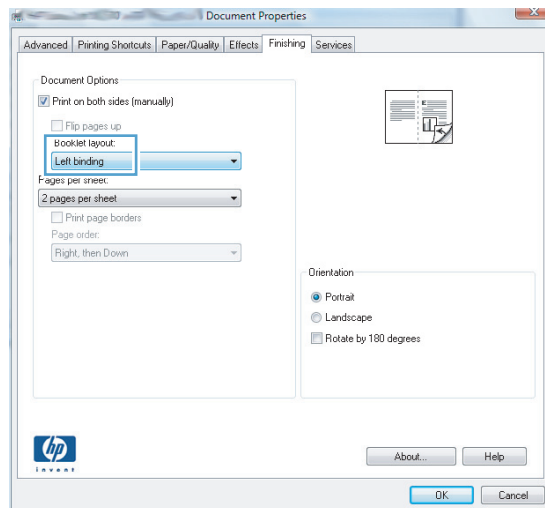 Document Properties
Advanced Printing Shortcuts Paper/Quality Effects Finishing Services
Document Options
Print on both sides (manually)
Flip pages up
Booklet layout:
Left binding
Pages per sheet:
2 pages per sheet
Print page borders
Page order:
Right, then Down
Orientation
Portrait
Landscape
Rotate by 180 degrees
hp
invent
About... Help
OK Cancel